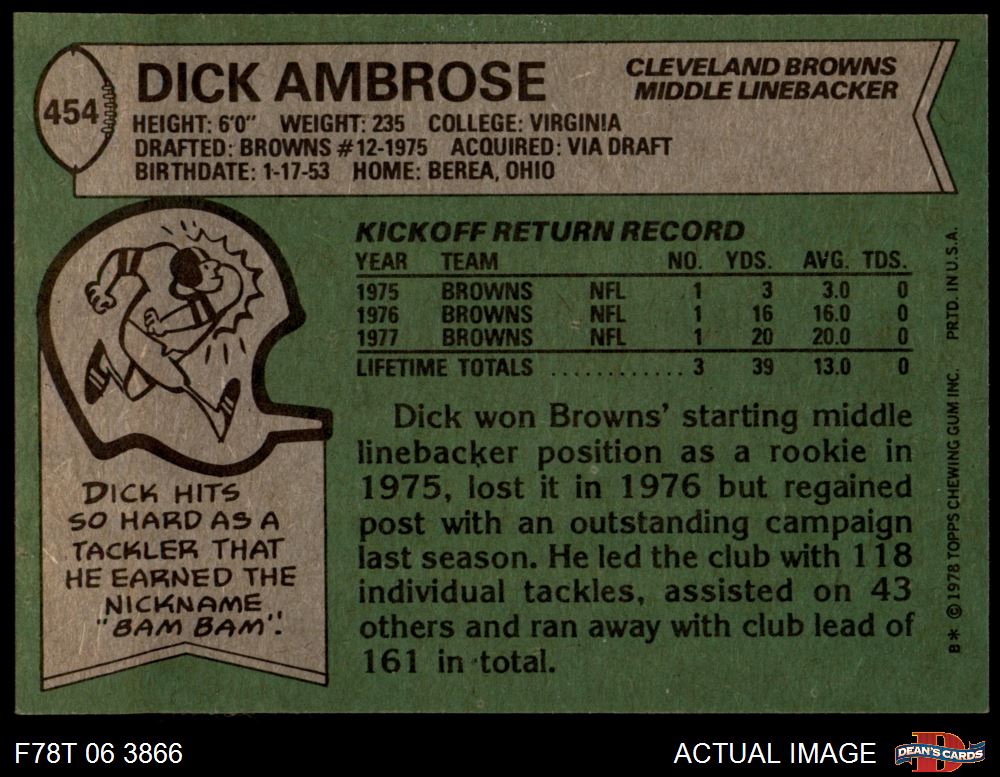 454
DICK AMBROSE
CLEVELAND BROWNS
MIDDLE LINEBACKER
HEIGHT: 6'0" WEIGHT: 235 COLLEGE: VIRGINIA
DRAFTED: BROWNS #12-1975 ACQUIRED: VIA DRAFT
BIRTHDATE: 1-17-53 HOME: BEREA, OHIO
KICKOFF RETURN RECORD
YEAR TEAM NO. YDS. AVG. TDS.
1975 BROWNS NFL 1 3 3.0 0
1976 BROWNS NFL 1 16 16.0 0
1977 BROWNS NFL 1 20 20.0 0
LIFETIME TOTALS ............ 3 39 13.0 0
Dick won Browns' starting middle
linebacker position as a rookie in
1975, lost it in 1976 but regained
post with an outstanding campaign
last season. He led the club with 118
individual tackles, assisted on 43
others and ran away with club lead of
161 in total.
DICK HITS
SO HARD AS A
TACKLER THAT
HE EARNED THE
NICKNAME
"BAM BAM".
B* © 1978 TOPPS CHEWING GUM INC. PRTD. IN U.S.A.
F78T 06 3866
ACTUAL IMAGE
D
DEAN'S CARDS